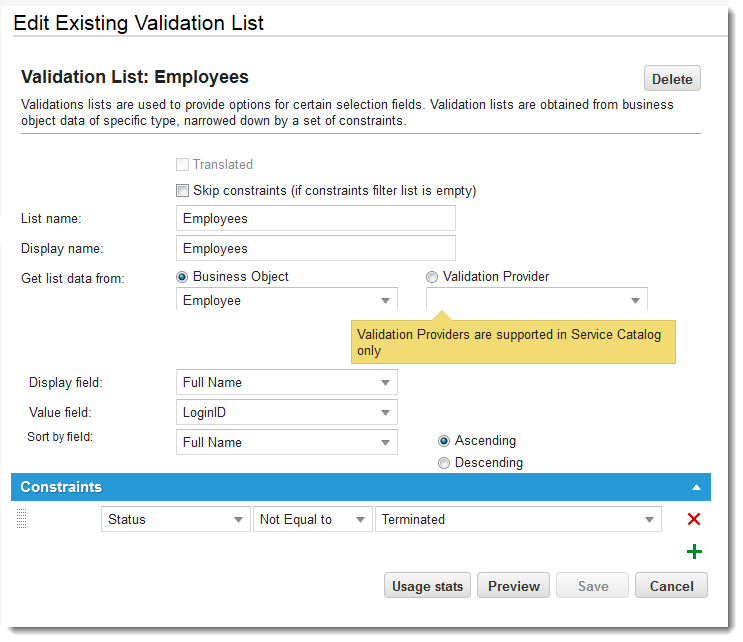 Edit Existing Validation List
Validation List: Employees
Delete
Validations lists are used to provide options for certain selection fields. Validation lists are obtained from business
object data of specific type, narrowed down by a set of constraints.
Translated
Skip constraints (if constraints filter list is empty)
List name:
Employees
Display name:
Employees
Get list data from:
Business Object
Validation Provider
Employee
Validation Providers are supported in Service Catalog
only
Display field:
Full Name
Value field:
LoginID
Sort by field:
Full Name
Ascending
Descending
Constraints
Status
Not Equal to
Terminated
Usage stats
Preview
Save
Cancel